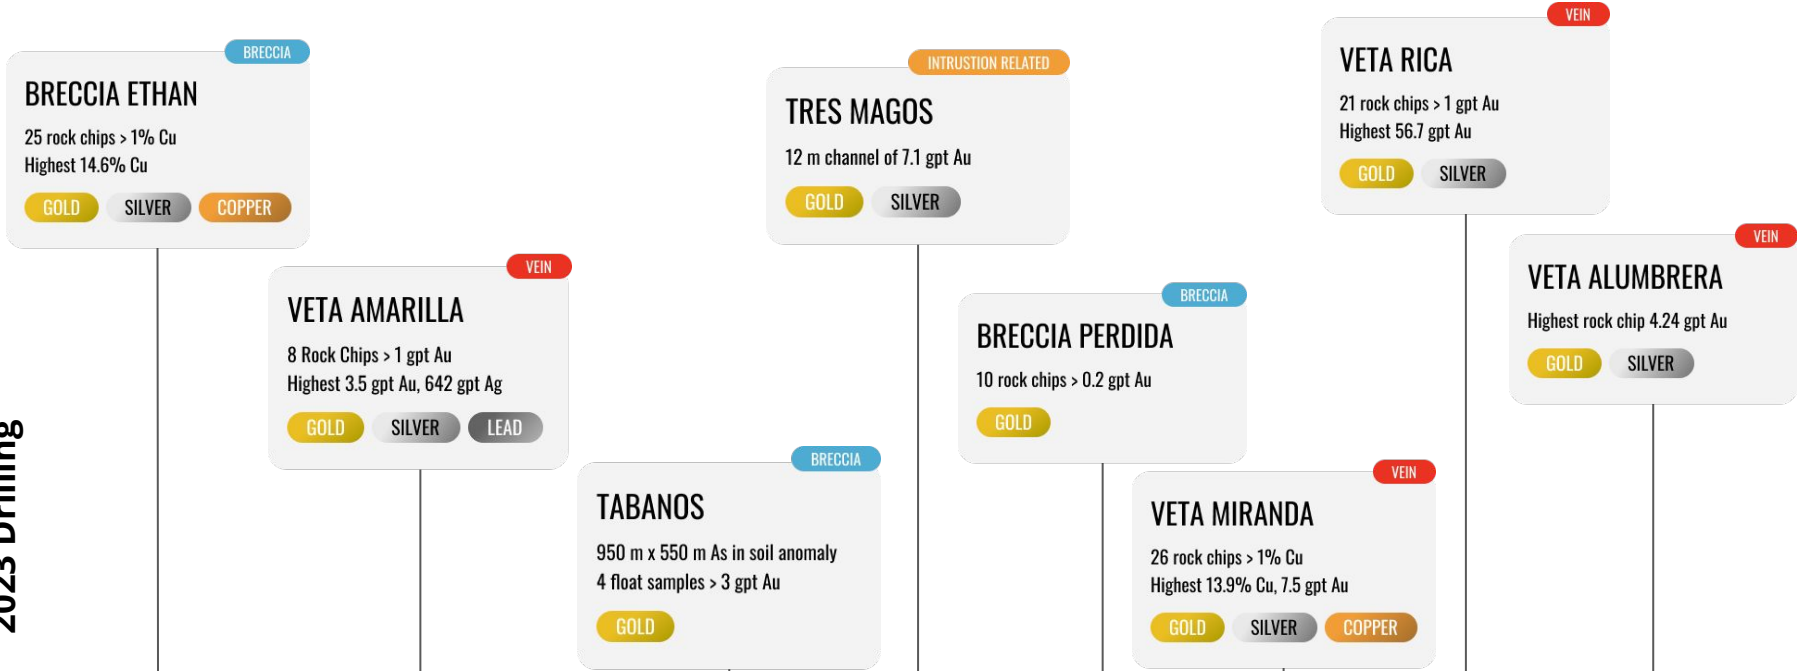 BRECCIA
BRECCIA ETHAN
25 rock chips > 1% Cu
Highest 14.6% Cu
GOLD SILVER COPPER
VEIN
VETA AMARILLA
8 Rock Chips > 1 gpt Au
Highest 3.5 gpt Au, 642 gpt Ag
GOLD SILVER LEAD
BRECCIA
TABANOS
950 m x 550 m As in soil anomaly
4 float samples > 3 gpt Au
GOLD
INTRUSTION RELATED
TRES MAGOS
12 m channel of 7.1 gpt Au
GOLD SILVER
BRECCIA
BRECCIA PERDIDA
10 rock chips > 0.2 gpt Au
GOLD
VEIN
VETA MIRANDA
26 rock chips > 1% Cu
Highest 13.9% Cu, 7.5 gpt Au
GOLD SILVER COPPER
VEIN
VETA RICA
21 rock chips > 1 gpt Au
Highest 56.7 gpt Au
GOLD SILVER
VEIN
VETA ALUMBRERA
Highest rock chip 4.24 gpt Au
GOLD SILVER
2023 Drilling